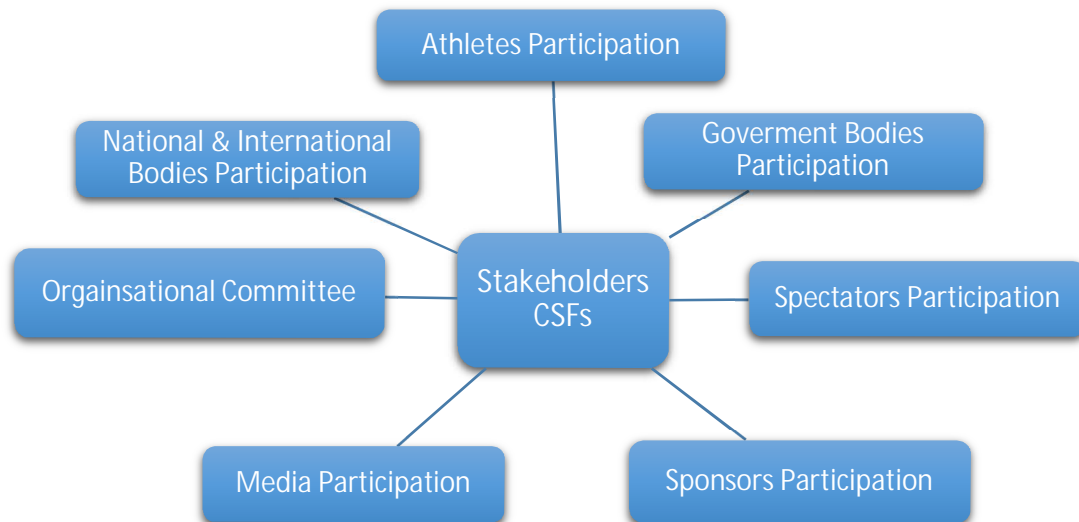 Athletes Participation
National & International
Bodies Participation
Goverment Bodies
Participation
Stakeholders
CSFs
Orgainsational Committee
Spectators Participation
Media Participation
Sponsors Participation